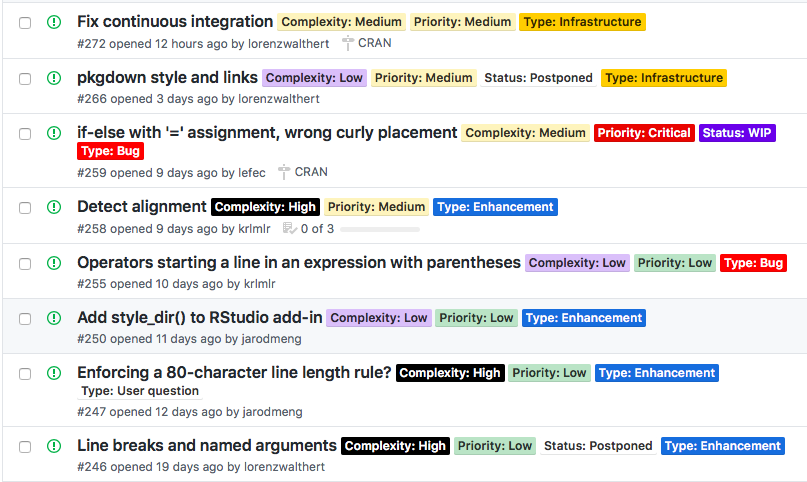 Fix continuous integration Complexity: Medium Priority: Medium Type: Infrastructure
#272 opened 12 hours ago by lorenzwalthert CRAN
pkgdown style and links Complexity: Low Priority: Medium Status: Postponed Type: Infrastructure
#266 opened 3 days ago by lorenzwalthert
if-else with '=' assignment, wrong curly placement Complexity: Medium Priority: Critical Status: WIP
Type: Bug
#259 opened 9 days ago by lefec CRAN
Detect alignment Complexity: High Priority: Medium Type: Enhancement
#258 opened 9 days ago by krlmlr 0 of 3
Operators starting a line in an expression with parentheses Complexity: Low Priority: Low Type: Bug
#255 opened 10 days ago by krlmlr
Add style_dir() to RStudio add-in Complexity: Low Priority: Low Type: Enhancement
#250 opened 11 days ago by jarodmeng
Enforcing a 80-character line length rule? Complexity: High Priority: Low Type: Enhancement
Type: User question
#247 opened 12 days ago by jarodmeng
Line breaks and named arguments Complexity: High Priority: Low Status: Postponed Type: Enhancement
#246 opened 19 days ago by lorenzwalthert